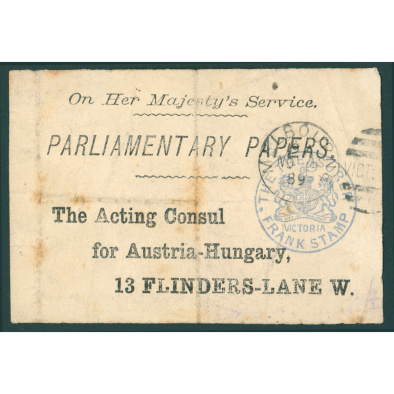 On Her Majesty's Service.
PARLIAMENTARY PAPERS.
89
VICTORIA
FRANK STAMP
The Acting Consul
for Austria-Hungary,
13 FLINDERS-LANE W.